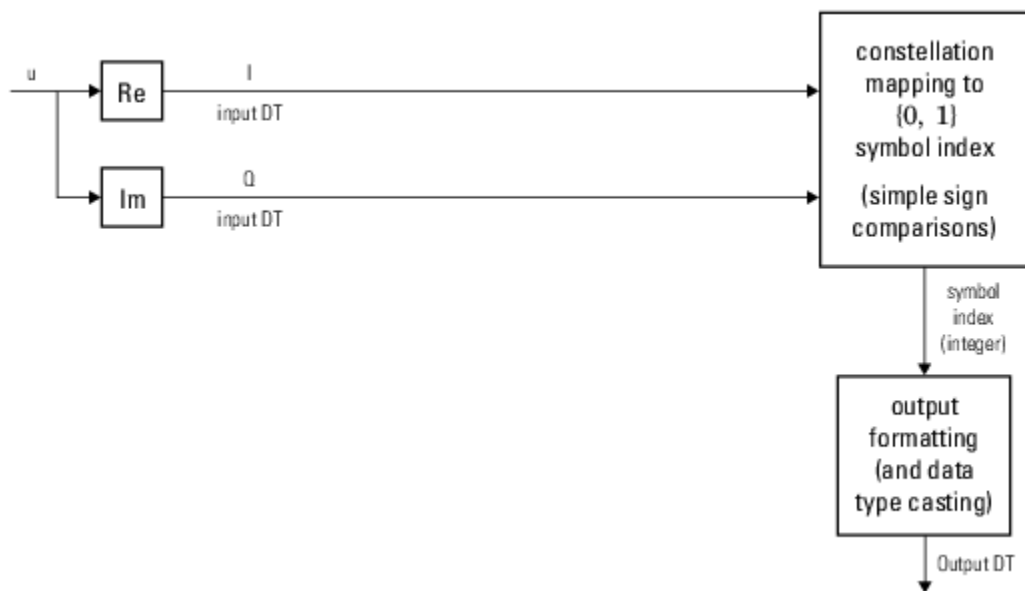 u
Re
I
input DT
Im
Q
input DT
constellation
mapping to
{0, 1}
symbol index
(simple sign
comparisons)
symbol
index
(integer)
output
formatting
(and data
type casting)
Output DT